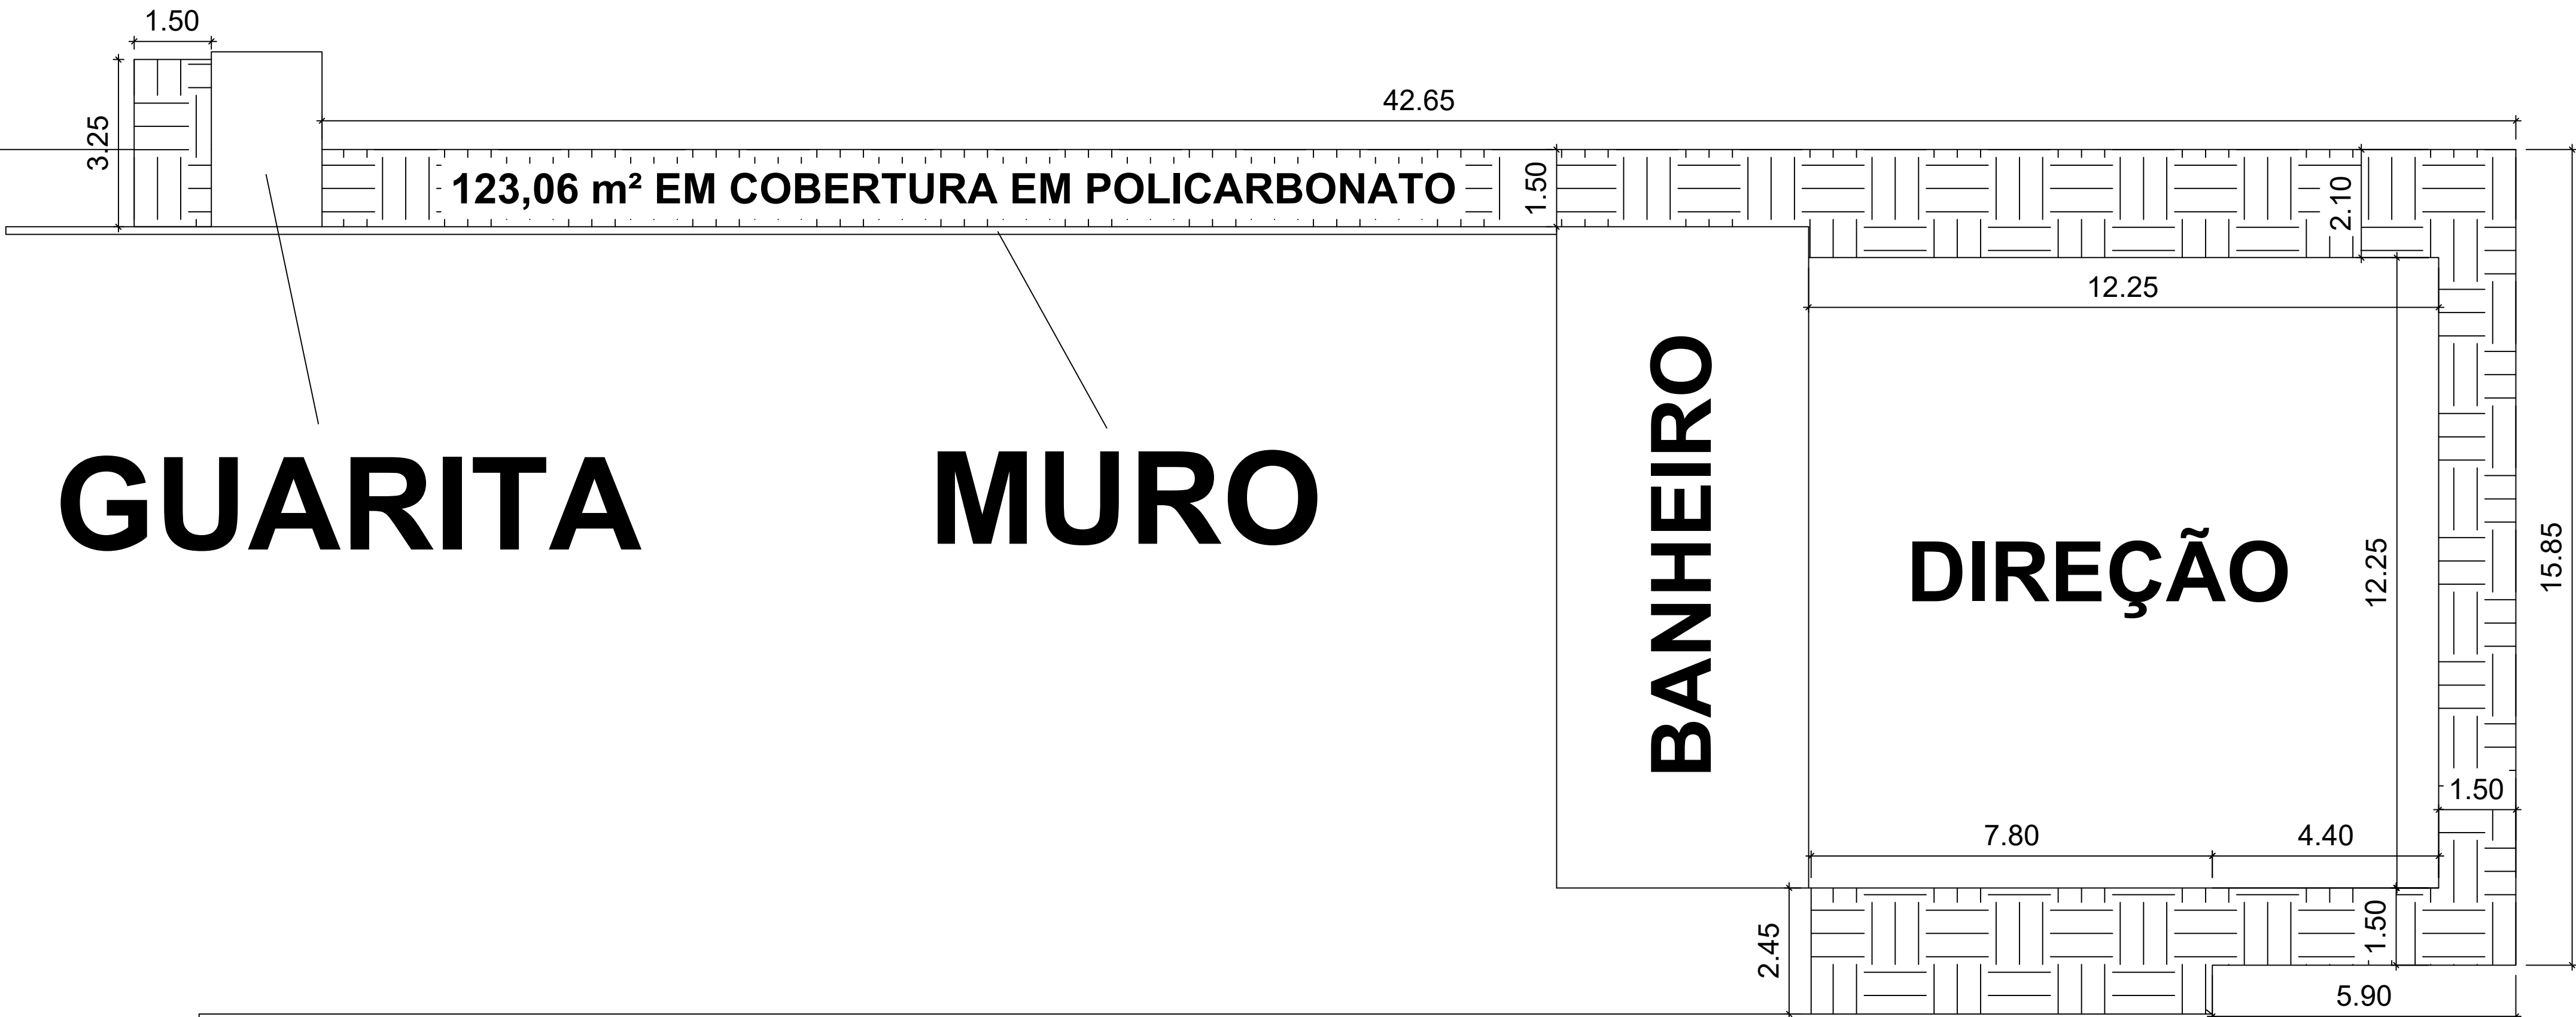 1.50
42.65
3.25
123,06 m² EM COBERTURA EM POLICARBONATO
1.50
2.10
12.25
GUARITA
MURO
BANHEIRO
DIREÇÃO
12.25
15.85
1.50
7.80
4.40
2.45
1.50
5.90